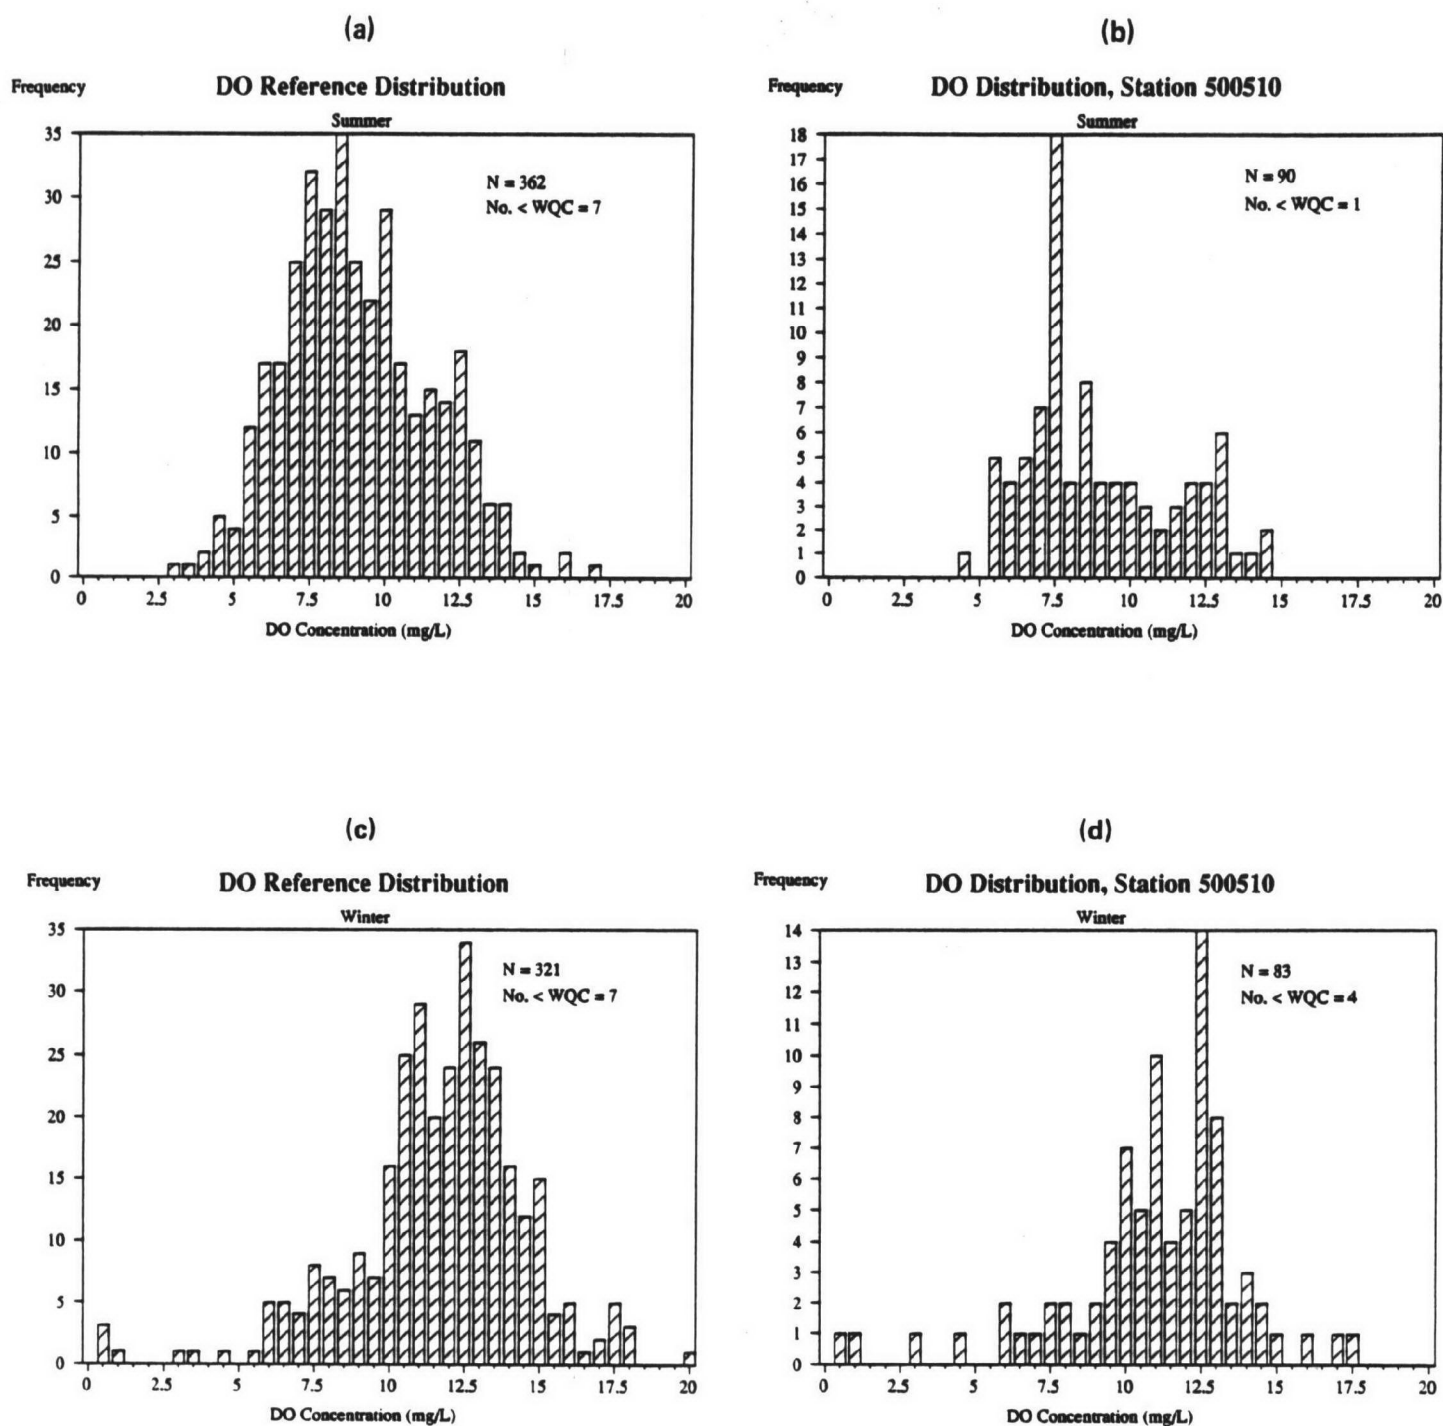 (a)
DO Reference Distribution
Frequency
Summer
N = 362
No. < WQC = 7
35
30
25
20
15
10
5
0
0 2.5 5 7.5 10 12.5 15 17.5 20
DO Concentration (mg/L)
(b)
DO Distribution, Station 500510
Frequency
Summer
N = 90
No. < WQC = 1
18
17
16
15
14
13
12
11
10
9
8
7
6
5
4
3
2
1
0
0 2.5 5 7.5 10 12.5 15 17.5 20
DO Concentration (mg/L)
(c)
DO Reference Distribution
Frequency
Winter
N = 321
No. < WQC = 7
35
30
25
20
15
10
5
0
0 2.5 5 7.5 10 12.5 15 17.5 20
DO Concentration (mg/L)
(d)
DO Distribution, Station 500510
Frequency
Winter
N = 83
No. < WQC = 4
14
13
12
11
10
9
8
7
6
5
4
3
2
1
0
0 2.5 5 7.5 10 12.5 15 17.5 20
DO Concentration (mg/L)